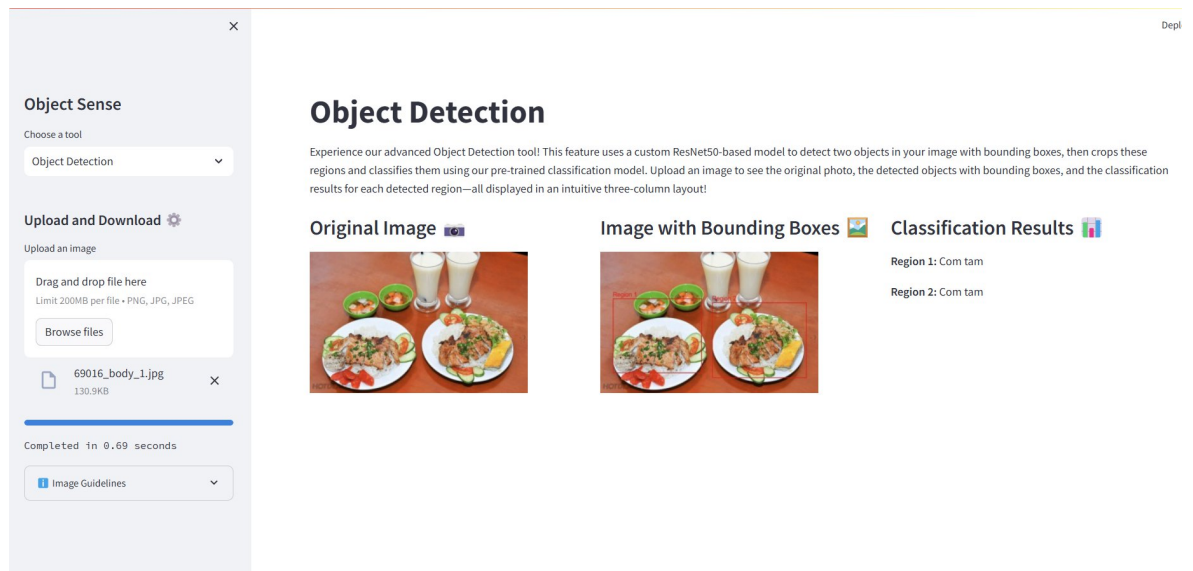 Depl
Object Sense
Choose a tool
Object Detection
Upload and Download
Upload an image
Drag and drop file here
Limit 200MB per file • PNG, JPG, JPEG
Browse files
69016_body_1.jpg
130.9KB
Completed in 0.69 seconds
Image Guidelines
Object Detection
Experience our advanced Object Detection tool! This feature uses a custom ResNet50-based model to detect two objects in your image with bounding boxes, then crops these
regions and classifies them using our pre-trained classification model. Upload an image to see the original photo, the detected objects with bounding boxes, and the classification
results for each detected region—all displayed in an intuitive three-column layout!
Original Image
Image with Bounding Boxes
Region 1
Region 2
Classification Results
Region 1: Com tam
Region 2: Com tam